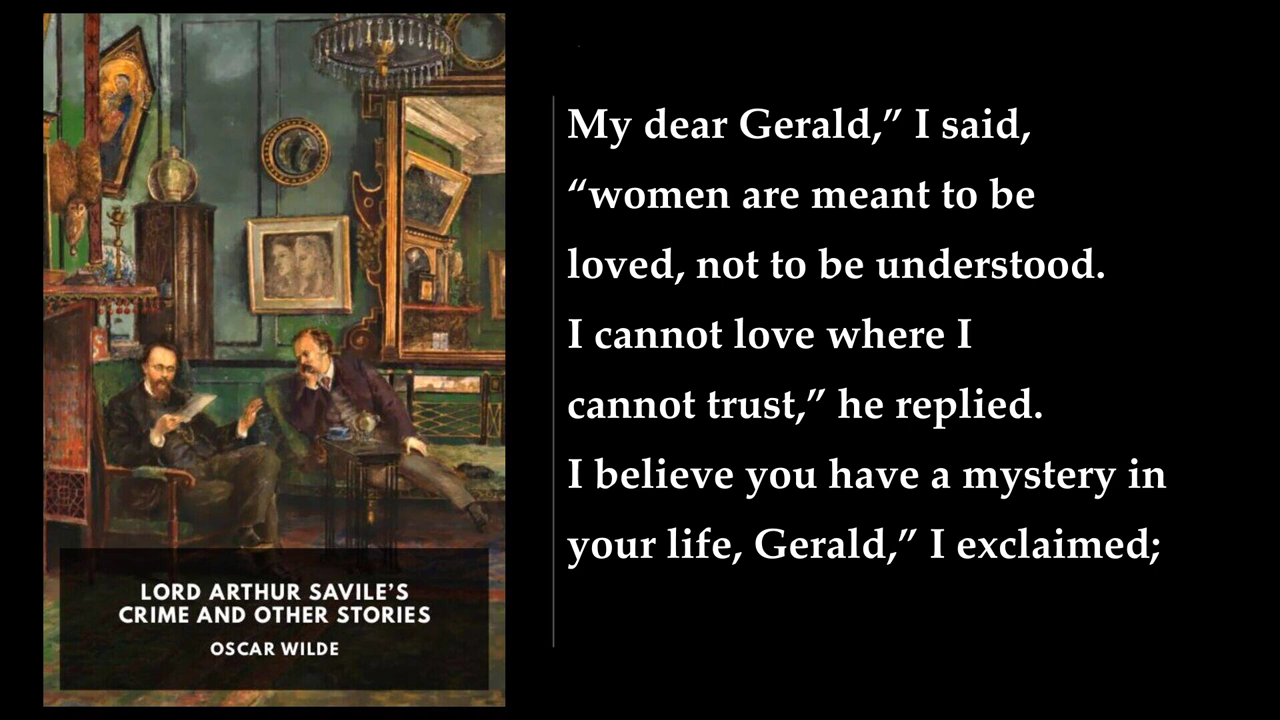 My dear Gerald,” I said,
“women are meant to be
loved, not to be understood.
I cannot love where I
cannot trust,” he replied.
I believe you have a mystery in
your life, Gerald,” I exclaimed;
LORD ARTHUR SAVILE’S
CRIME AND OTHER STORIES
OSCAR WILDE